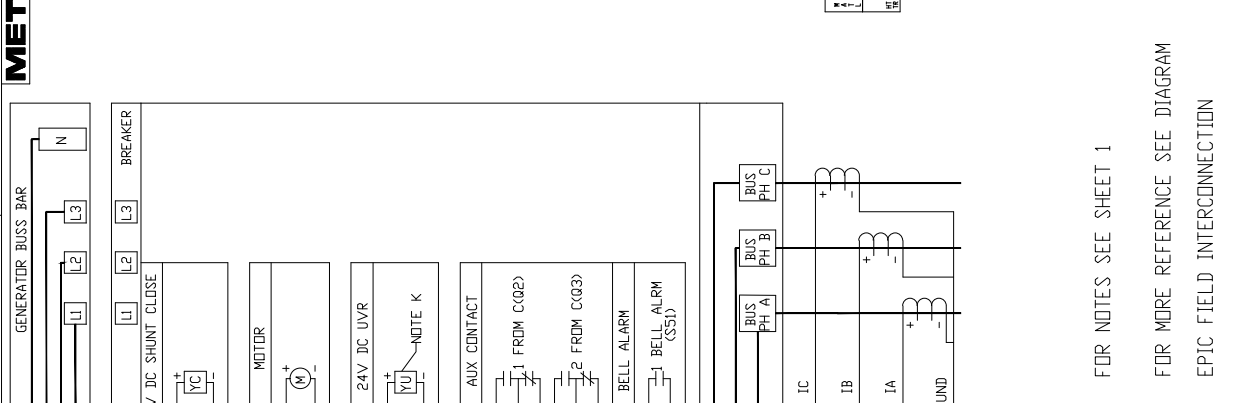 MET
GENERATOR BUSS BAR
N
L3
L2
L1
BREAKER
L3
L2
L1
V DC SHUNT CLOSE
+
YC
-
MOTOR
+
M
-
24V DC UVR
+
YU
-
NOTE K
AUX CONTACT
1 FROM C(Q2)
2 FROM C(Q3)
BELL ALARM
1 BELL ALRM
(S51)
BUS
PH C
BUS
PH B
BUS
PH A
+
-
+
-
+
-
IC
IB
IA
UND
FOR NOTES SEE SHEET 1
FOR MORE REFERENCE SEE DIAGRAM
EPIC FIELD INTERCONNECTION